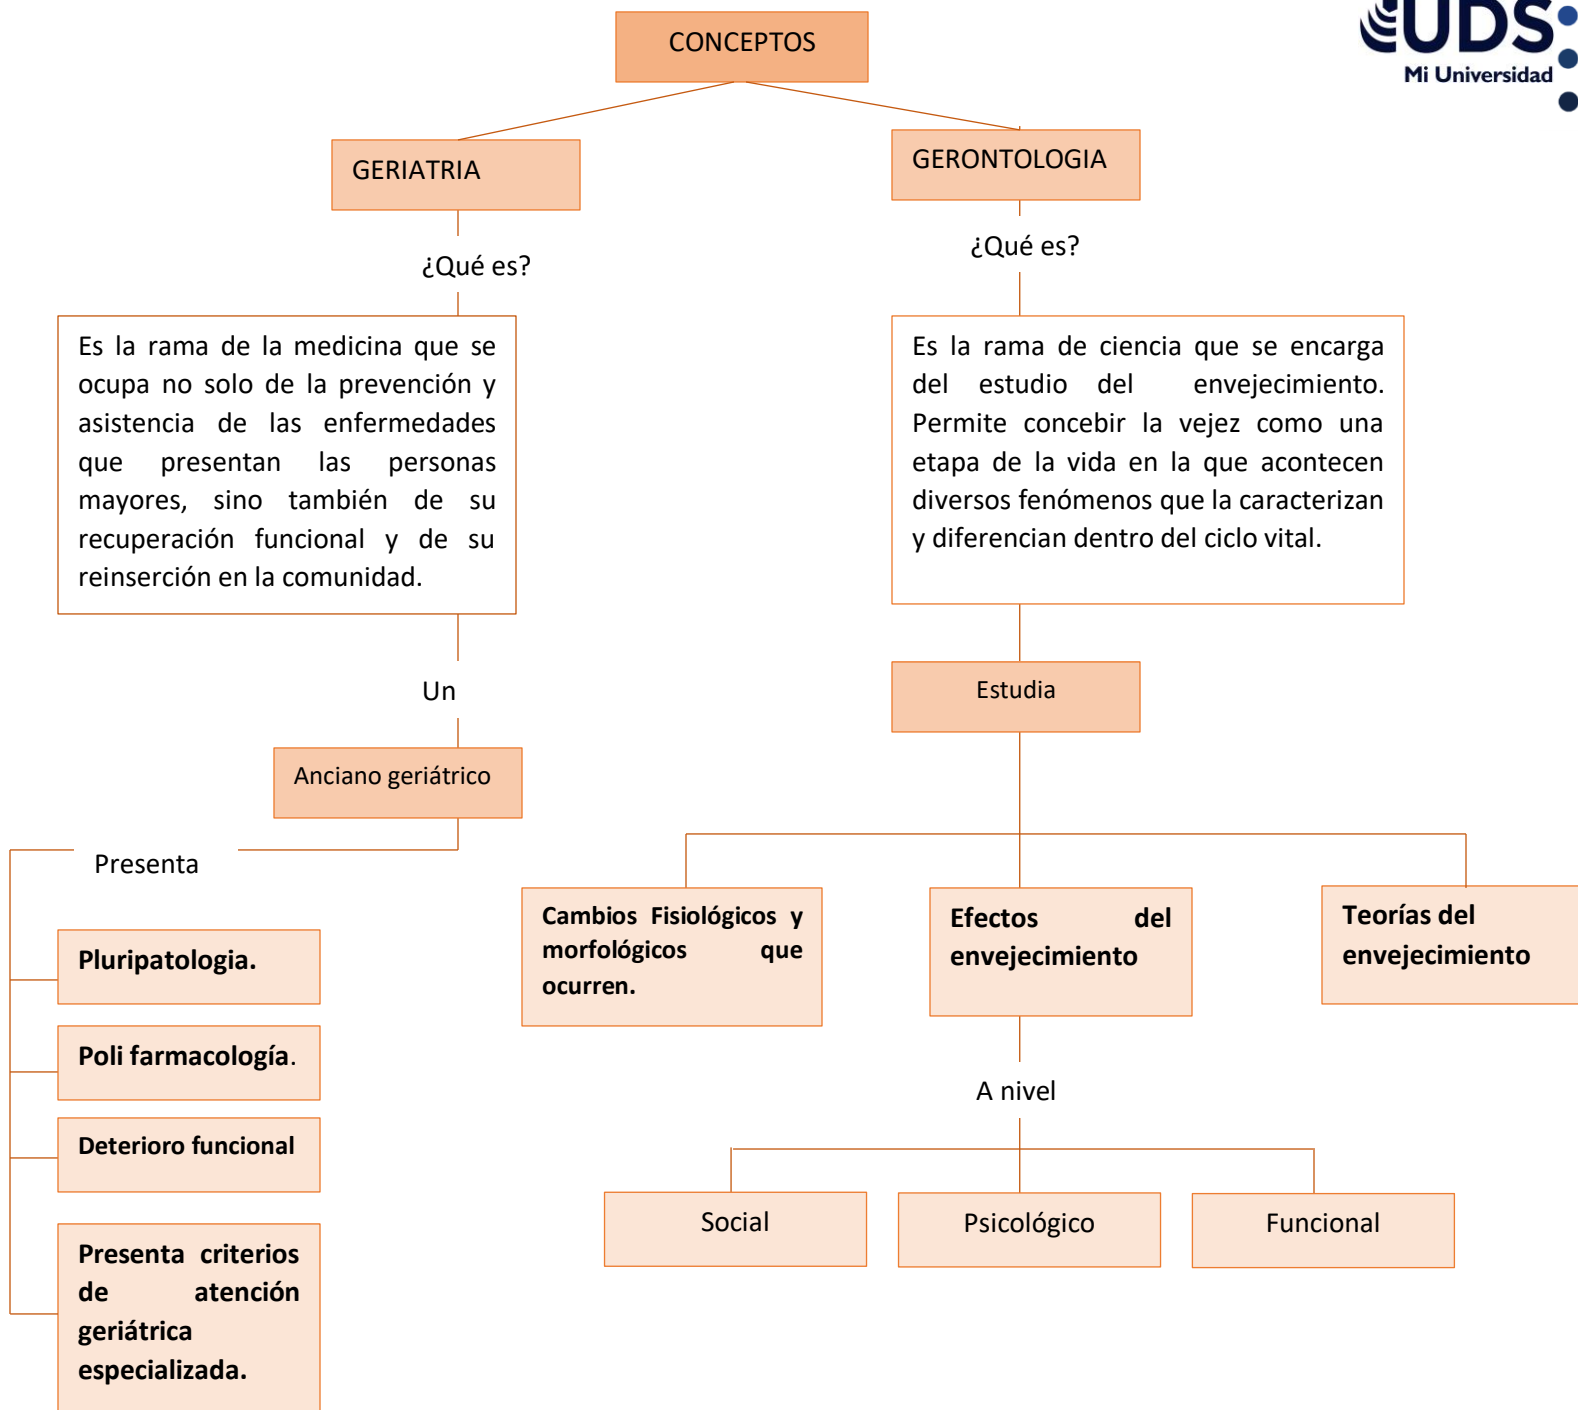 UDS
Mi Universidad
CONCEPTOS
GERIATRIA
GERONTOLOGIA
¿Qué es?
¿Qué es?
Es la rama de la medicina que se
ocupa no solo de la prevención y
asistencia de las enfermedades
que presentan las personas
mayores, sino también de su
recuperación funcional y de su
reinserción en la comunidad.
Es la rama de ciencia que se encarga
del estudio del envejecimiento.
Permite concebir la vejez como una
etapa de la vida en la que acontecen
diversos fenómenos que la caracterizan
y diferencian dentro del ciclo vital.
Un
Estudia
Anciano geriátrico
Presenta
Pluripatologia.
Poli farmacología.
Deterioro funcional
Presenta criterios
de atención
geriátrica
especializada.
Cambios Fisiológicos y
morfológicos que
ocurren.
Efectos del
envejecimiento
Teorías del
envejecimiento
A nivel
Social
Psicológico
Funcional